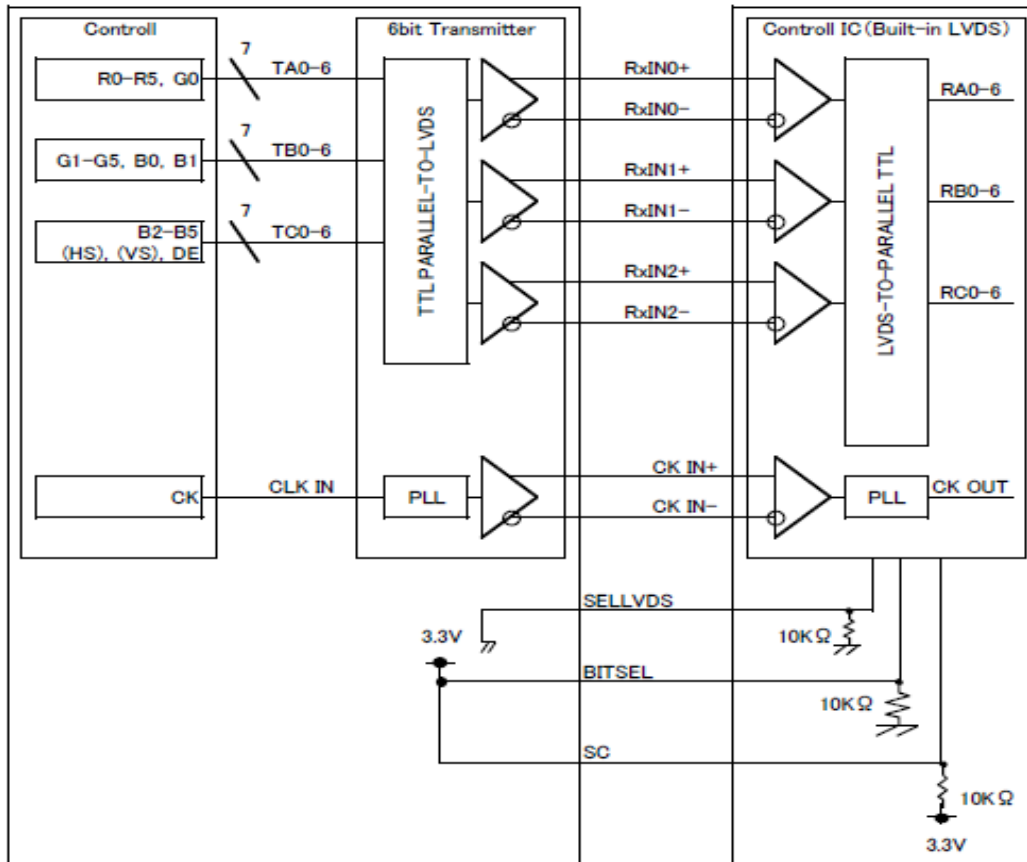 Controll
6bit Transmitter
Controll IC(Built-in LVDS)
R0-R5, G0
7
TA0-6
RxIN0+
RxIN0-
RA0-6
G1-G5, B0, B1
7
TB0-6
RxIN1+
RxIN1-
RB0-6
B2-B5
(HS), (VS), DE
7
TC0-6
RxIN2+
RxIN2-
RC0-6
TTL PARALLEL-TO-LVDS
LVDS-TO-PARALLEL TTL
CK
CLK IN
PLL
CK IN+
CK IN-
PLL
CK OUT
SELLVDS
10KΩ
3.3V
BITSEL
10KΩ
SC
10KΩ
3.3V